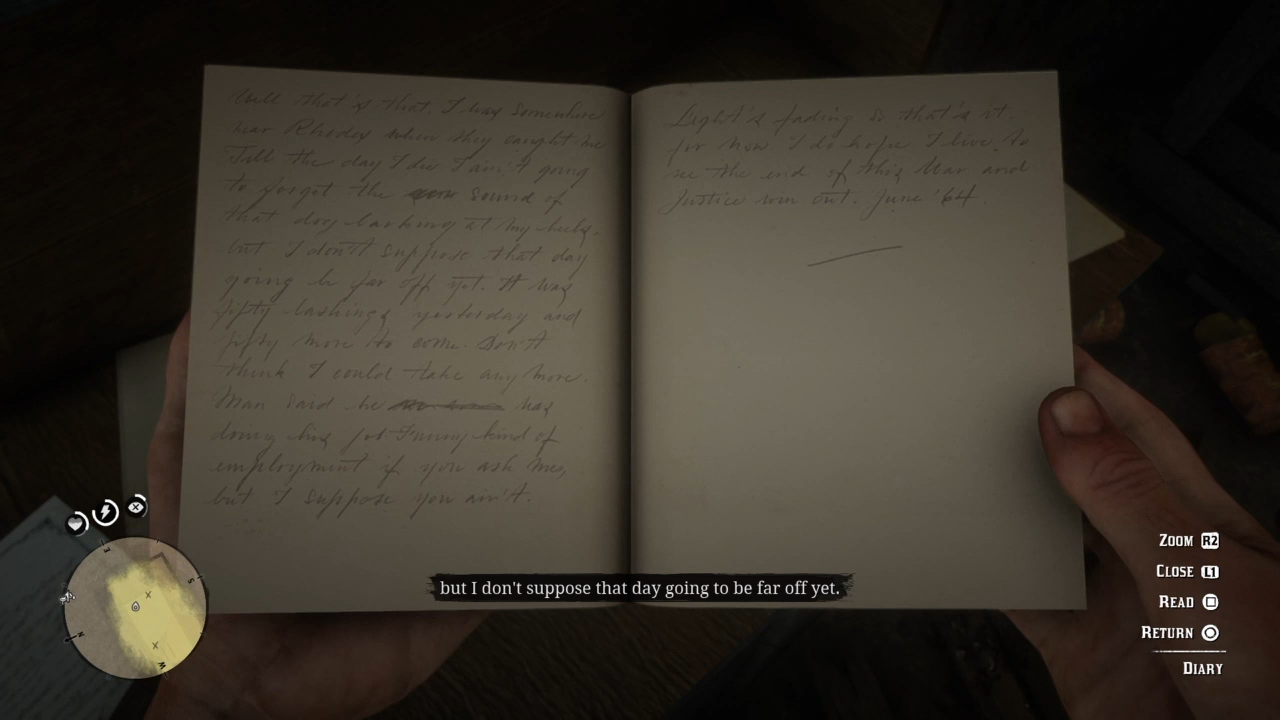 Well that is that. I was somewhere
near Rhodes when they caught me
Till the day I die I ain't going
to forget the sound of
that dog barking at my heels.
but I don't suppose that day
going be far off yet. It was
fifty lashings yesterday and
fifty more to come. Don't
think I could take any more.
Man said he was
doing his job. Funny kind of
employment if you ask me,
but I suppose you ain't.
Light's fading so that's it
for now. I do hope I live to
see the end of this War and
Justice win out. June '64.
but I don't suppose that day going to be far off yet.
ZOOM R2
CLOSE L1
READ
RETURN
DIARY